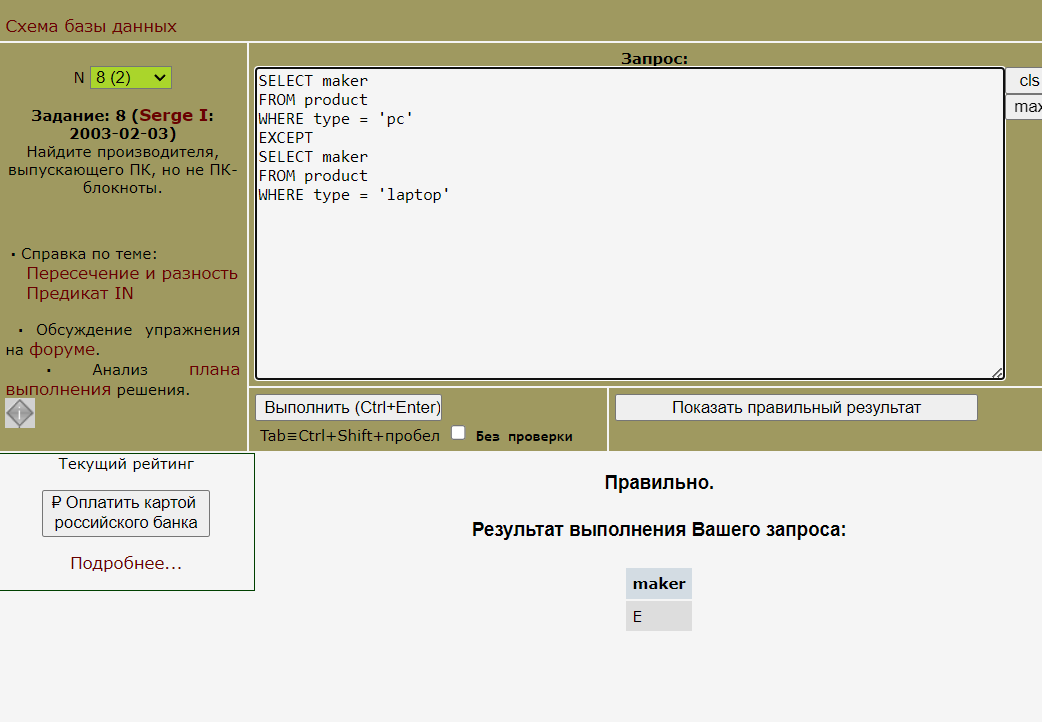 Схема базы данных
N 8 (2)
Задание: 8 (Serge I:
2003-02-03)
Найдите производителя,
выпускающего ПК, но не ПК-
блокноты.
• Справка по теме:
Пересечение и разность
Предикат IN
• Обсуждение упражнения
на форуме.
• Анализ плана
выполнения решения.
Запрос:
SELECT maker
FROM product
WHERE type = 'pc'
EXCEPT
SELECT maker
FROM product
WHERE type = 'laptop'
cls
max
Выполнить (Ctrl+Enter)
Tab≡Ctrl+Shift+пробел Без проверки
Показать правильный результат
Текущий рейтинг
₽ Оплатить картой
российского банка
Подробнее...
Правильно.
Результат выполнения Вашего запроса:
maker
E